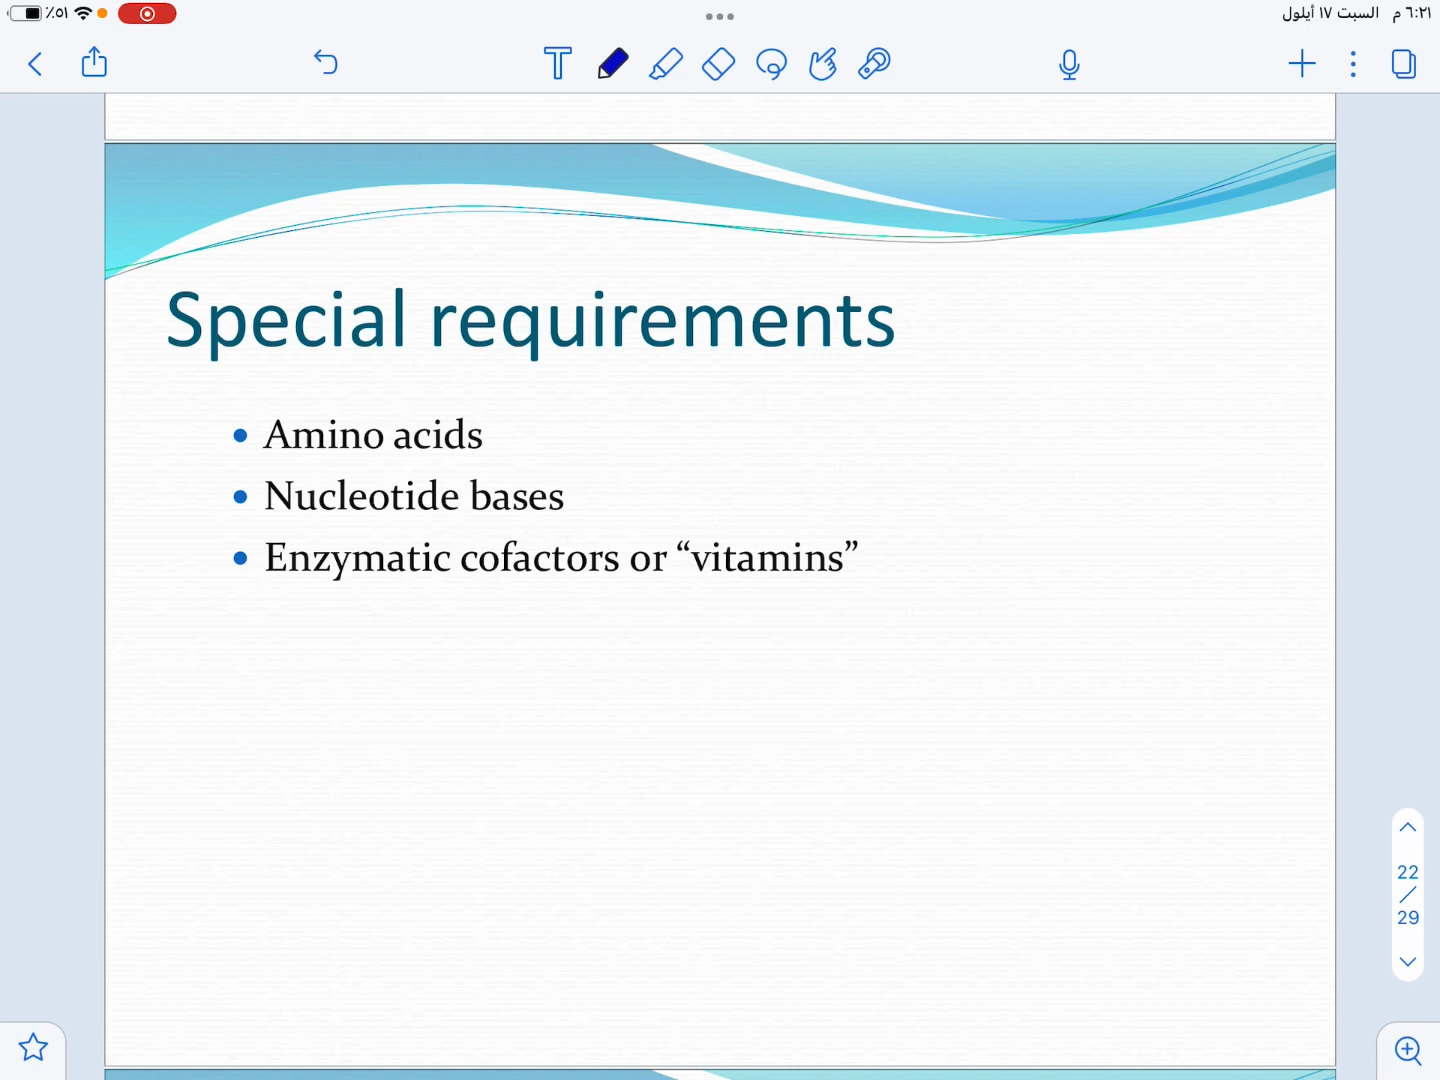 ٪٥١
السبت ١٧ أيلول ٦:٢١ م
Special requirements
• Amino acids
• Nucleotide bases
• Enzymatic cofactors or “vitamins”
22
/
29